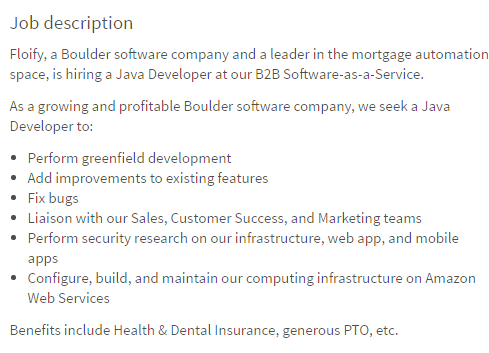 Job description
Floify, a Boulder software company and a leader in the mortgage automation
space, is hiring a Java Developer at our B2B Software-as-a-Service.
As a growing and profitable Boulder software company, we seek a Java
Developer to:
• Perform greenfield development
• Add improvements to existing features
• Fix bugs
• Liaison with our Sales, Customer Success, and Marketing teams
• Perform security research on our infrastructure, web app, and mobile
apps
• Configure, build, and maintain our computing infrastructure on Amazon
Web Services
Benefits include Health & Dental Insurance, generous PTO, etc.